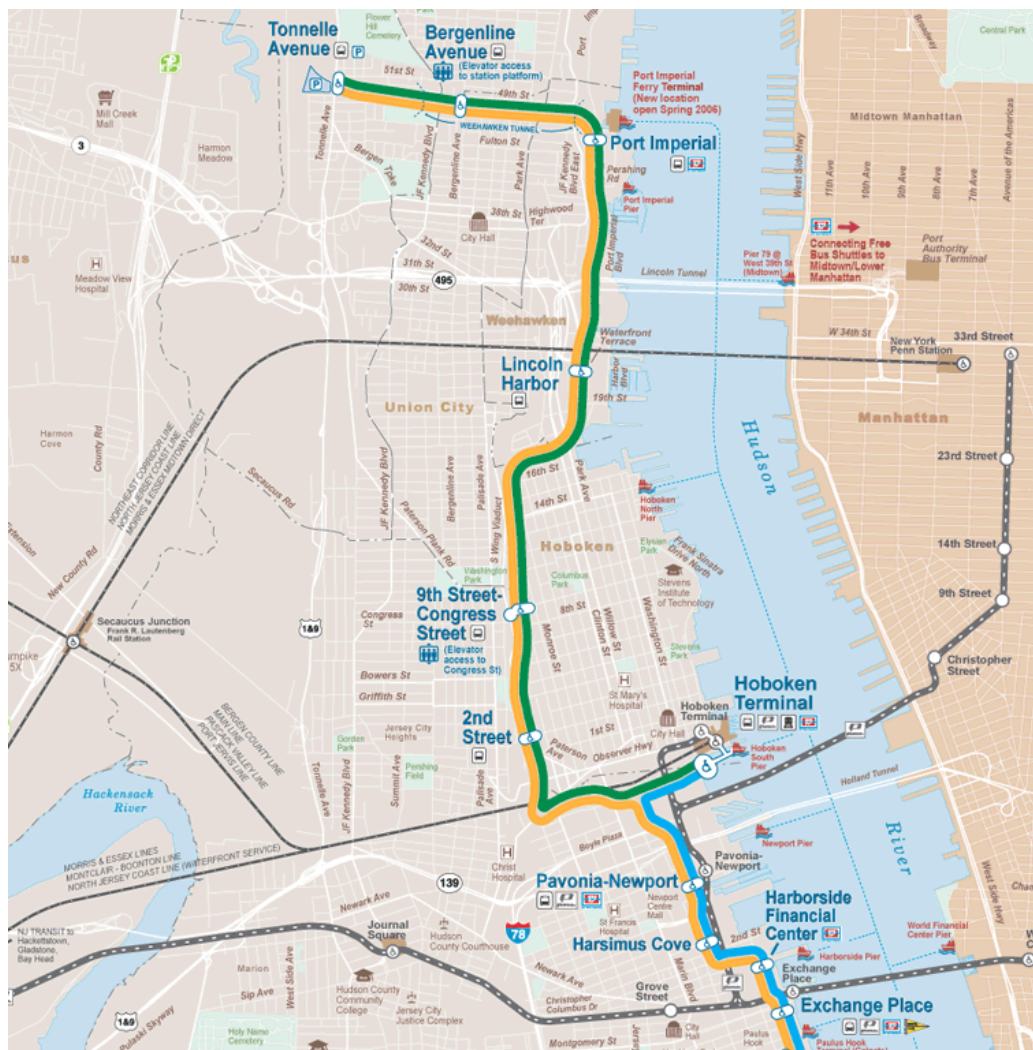 Tonnelle
Avenue
P
Flower
Hill
Cemetery
Bergenline
Avenue
(Elevator access
to station platform)
Port
Imperial
Central Park
Broadway
51st St
49th St
P
WEEHAWKEN TUNNEL
Fulton St
Port Imperial
Ferry Terminal
(New location
open Spring 2006)
Port Imperial
Mill Creek
Mall
3
Harmon
Meadow
Tonnelle Ave
Bergen Tpke
JF Kennedy Blvd
Bergenline Ave
Park Ave
JF Kennedy
Blvd East
Pershing
Rd
Port Imperial
Pier
Midtown Manhattan
West Side Hwy
11th Ave
10th Ave
9th Ave
8th Ave
7th Ave
Avenue of the Americas
38th St
Highwood
Ter
City Hall
32nd St
31th St
30th St
495
Port Imperial
Blvd
Lincoln Tunnel
Pier 79 @
West 39th St
(Midtown)
Connecting Free
Bus Shuttles to
Midtown/Lower
Manhattan
Port
Authority
Bus Terminal
H
Meadow View
Hospital
Weehawken
Waterfront
Terrace
W 34th St
33rd Street
New York
Penn Station
Lincoln
Harbor
Harbor
Blvd
19th St
Union City
Manhattan
Harmon
Cove
County Rd
NORTHEAST CORRIDOR LINE
NORTH JERSEY COAST LINE
MORRIS & ESSEX MIDTOWN DIRECT
Secaucus Rd
JF Kennedy Blvd
Paterson Plank Rd
Bergenline Ave
Palisade Ave
S Wing Viaduct
16th St
14th St
Park Ave
Hudson
23rd Street
Hoboken
North
Pier
Extension
New County Rd
Hoboken
Elysian
Park
Frank Sinatra
Drive North
14th Street
Washington
Park
Columbus
Park
Stevens
Institute
of Technology
9th Street
9th Street-
Congress
Street
(Elevator
access to
Congress St)
Congress
St
8th St
Willow St
Clinton St
Washington St
Monroe St
Stevens
Park
Secaucus Junction
Frank R. Lautenberg
Rail Station
1&9
5X
Christopher
Street
Bowers St
Griffith St
H
St Mary's
Hospital
Hoboken
Terminal
Hoboken
Terminal
City Hall
BERGEN COUNTY LINE
MAIN LINE
PASCACK VALLEY LINE
PORT JERVIS LINE
Gordon
Park
Jersey City
Heights
2nd
Street
1st St
Paterson
Ave
Observer Hwy
Hoboken
South
Pier
Pershing
Field
Tonnelle Ave
JF Kennedy Blvd
Summit Ave
Palisade
Ave
Holland Tunnel
Hackensack
River
River
Boyle Plaza
Newport Pier
MORRIS & ESSEX LINES
MONTCLAIR - BOONTON LINE
NORTH JERSEY COAST LINE (WATERFRONT SERVICE)
H
Christ
Hospital
Pavonia-
Newport
139
Newark Ave
Pavonia-Newport
Newport
Centre
Mall
Harborside
Financial
Center
West Side Hwy
NJ TRANSIT to
Hackettstown,
Gladstone,
Bay Head
Journal
Square
Hudson
County Courthouse
78
H
St Francis
Hospital
Harsimus Cove
2nd St
World Financial
Center Pier
Harborside Pier
Marion
West Side Ave
Sip Ave
Hudson County
Community
College
Newark Ave
Christopher
Columbus Dr
Marin Blvd
Grove
Street
Exchange
Place
Exchange Place
1&9
Pulaski Skyway
Jersey City
Justice Complex
Holy Name
Cemetery
Montgomery St
City
Hall
Paulus
Hook
Paulus Hook